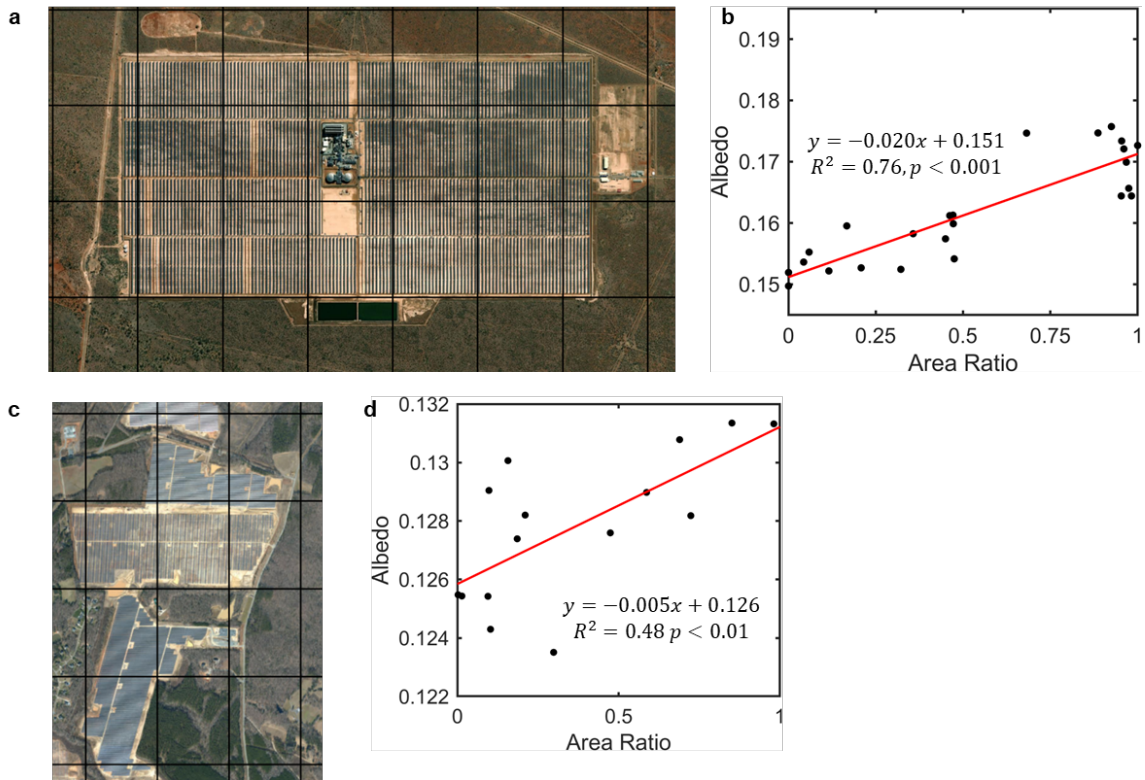 a
b
0.19
0.18
0.17
0.16
0.15
Albedo
y = −0.020x + 0.151
R² = 0.76, p < 0.001
0
0.25
0.5
0.75
1
Area Ratio
c
d
0.132
0.13
0.128
0.126
0.124
0.122
Albedo
y = −0.005x + 0.126
R² = 0.48 p < 0.01
0
0.5
1
Area Ratio